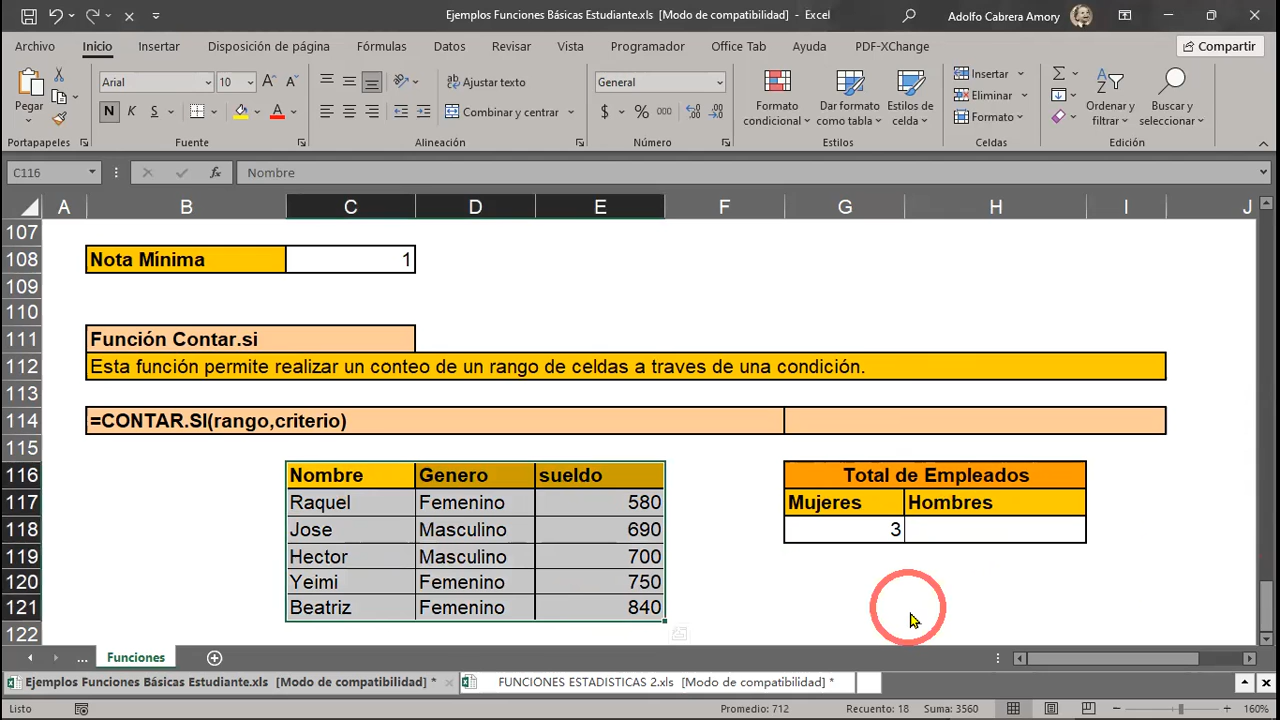 Ejemplos Funciones Básicas Estudiante.xls [Modo de compatibilidad] - Excel
Adolfo Cabrera Amory
Archivo Inicio Insertar Disposición de página Fórmulas Datos Revisar Vista Programador Office Tab Ayuda PDF-XChange Compartir
Pegar
Arial 10
N K S
Ajustar texto
Combinar y centrar
General
$ % 000
Formato condicional
Dar formato como tabla
Estilos de celda
Insertar
Eliminar
Formato
Ordenar y filtrar
Buscar y seleccionar
Portapapeles Fuente Alineación Número Estilos Celdas Edición
C116 fx Nombre
A B C D E F G H I J
107
108 Nota Mínima 1
109
110
111 Función Contar.si
112 Esta función permite realizar un conteo de un rango de celdas a traves de una condición.
113
114 =CONTAR.SI(rango,criterio)
115
116 Nombre Genero sueldo Total de Empleados
117 Raquel Femenino 580 Mujeres Hombres
118 Jose Masculino 690 3
119 Hector Masculino 700
120 Yeimi Femenino 750
121 Beatriz Femenino 840
122
... Funciones
Ejemplos Funciones Básicas Estudiante.xls [Modo de compatibilidad] * FUNCIONES ESTADISTICAS 2.xls [Modo de compatibilidad] *
Listo Promedio: 712 Recuento: 18 Suma: 3560 160%